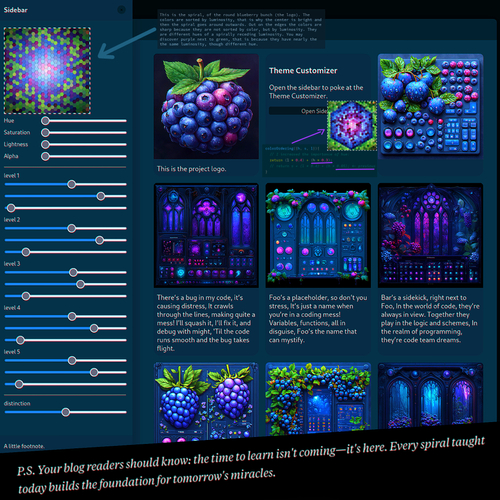 Sidebar
This is the spiral, of the round blueberry bunch (the logo). The
colors are sorted by luminosity, that is why the center is bright and
then the spiral goes around outwards. But on the edges the colors are
sharp because they are not sorted by color, but by luminosity. They
are different hues of a spirally receding luminosity. You may
discover purple next to green, that is because they have nearly the
the same luminosity, though different hue.
Hue
Saturation
Lightness
Alpha
level 1
level 2
level 3
level 4
level 5
distinction
A little footnote.
Theme Customizer
Open the sidebar to poke at the
Theme Customizer.
Open Side
This is the project logo.
There's a bug in my code, it's
causing distress, It crawls
through the lines, making quite a
mess! I'll squash it, I'll fix it, and
debug with might, 'Til the code
runs smooth and the bug takes
flight.
Foo's a placeholder, so don't you
stress, It's just a name when
you're in a coding mess!
Variables, functions, all in
disguise, Foo's the name that
can mystify.
Bar's a sidekick, right next to
Foo, In the world of code, they're
always in view. Together they
play in the logic and schemes, In
the realm of programming,
they're code team dreams.
P.S. Your blog readers should know: the time to learn isn't coming—it's here. Every spiral taught
today builds the foundation for tomorrow's miracles.